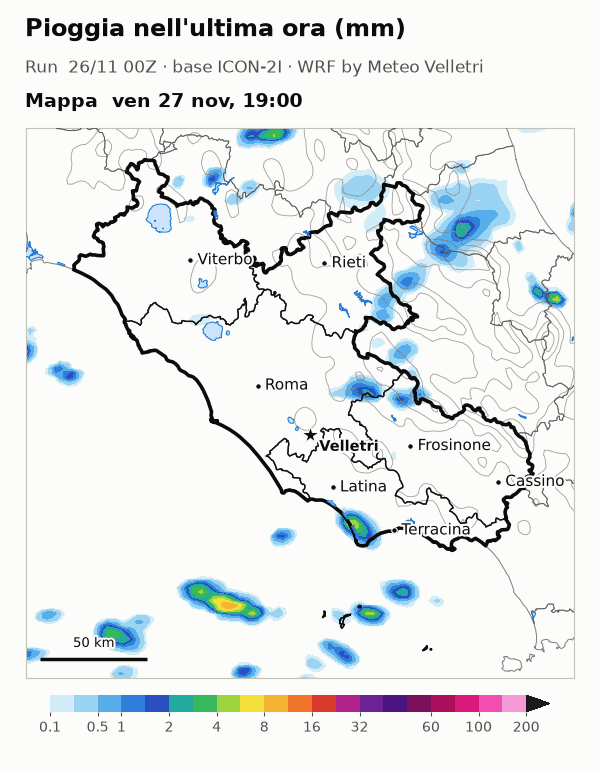 Pioggia nell'ultima ora (mm)
Run  26/11 00Z · base ICON-2I · WRF by Meteo Velletri
Mappa  ven 27 nov, 19:00
Viterbo
Rieti
Roma
Velletri
Frosinone
Latina
Cassino
Terracina
50 km
0.1 0.5 1 2 4 8 16 32 60 100 200